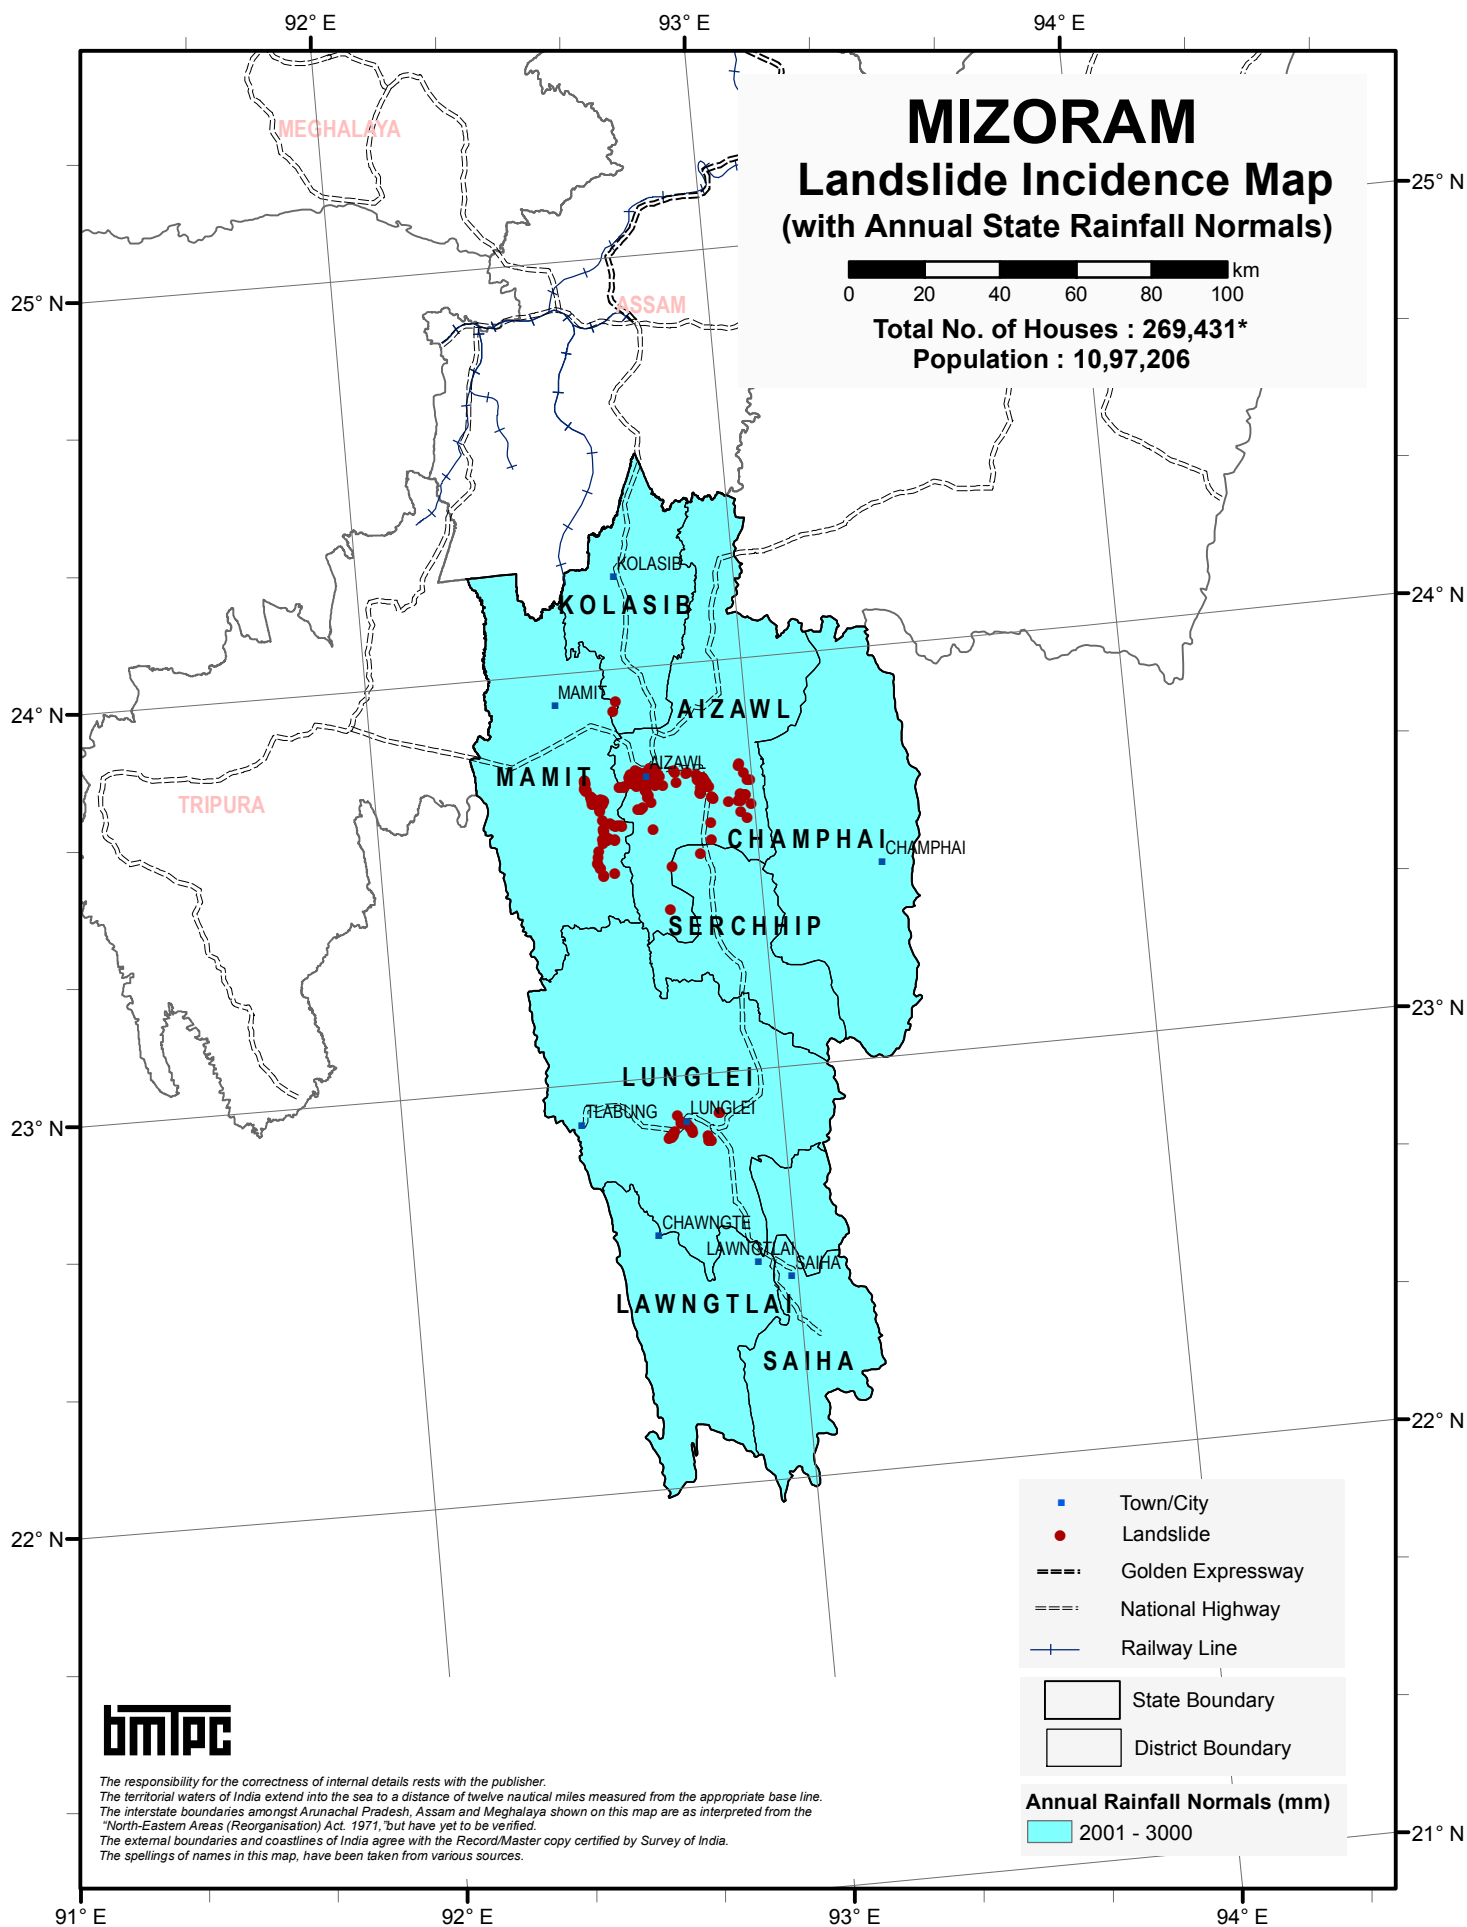 92° E
93° E
94° E
MIZORAM
Landslide Incidence Map
(with Annual State Rainfall Normals)
km
0 20 40 60 80 100
Total No. of Houses : 269,431*
Population : 10,97,206
MEGHALAYA
ASSAM
TRIPURA
25° N
25° N
24° N
24° N
23° N
23° N
22° N
22° N
21° N
KOLASIB
KOLASIB
MAMIT
AIZAWL
AIZAWL
MAMIT
CHAMPHAI
CHAMPHAI
SERCHHIP
LUNGLEI
TLABUNG
LUNGLEI
CHAWNGTE
LAWNGTLAI
SAIHA
LAWNGTLAI
SAIHA
Town/City
Landslide
Golden Expressway
National Highway
Railway Line
State Boundary
District Boundary
Annual Rainfall Normals (mm)
2001 - 3000
bmTpc
The responsibility for the correctness of internal details rests with the publisher.
The territorial waters of India extend into the sea to a distance of twelve nautical miles measured from the appropriate base line.
The interstate boundaries amongst Arunachal Pradesh, Assam and Meghalaya shown on this map are as interpreted from the
"North-Eastern Areas (Reorganisation) Act. 1971,"but have yet to be verified.
The external boundaries and coastlines of India agree with the Record/Master copy certified by Survey of India.
The spellings of names in this map, have been taken from various sources.
91° E
92° E
93° E
94° E